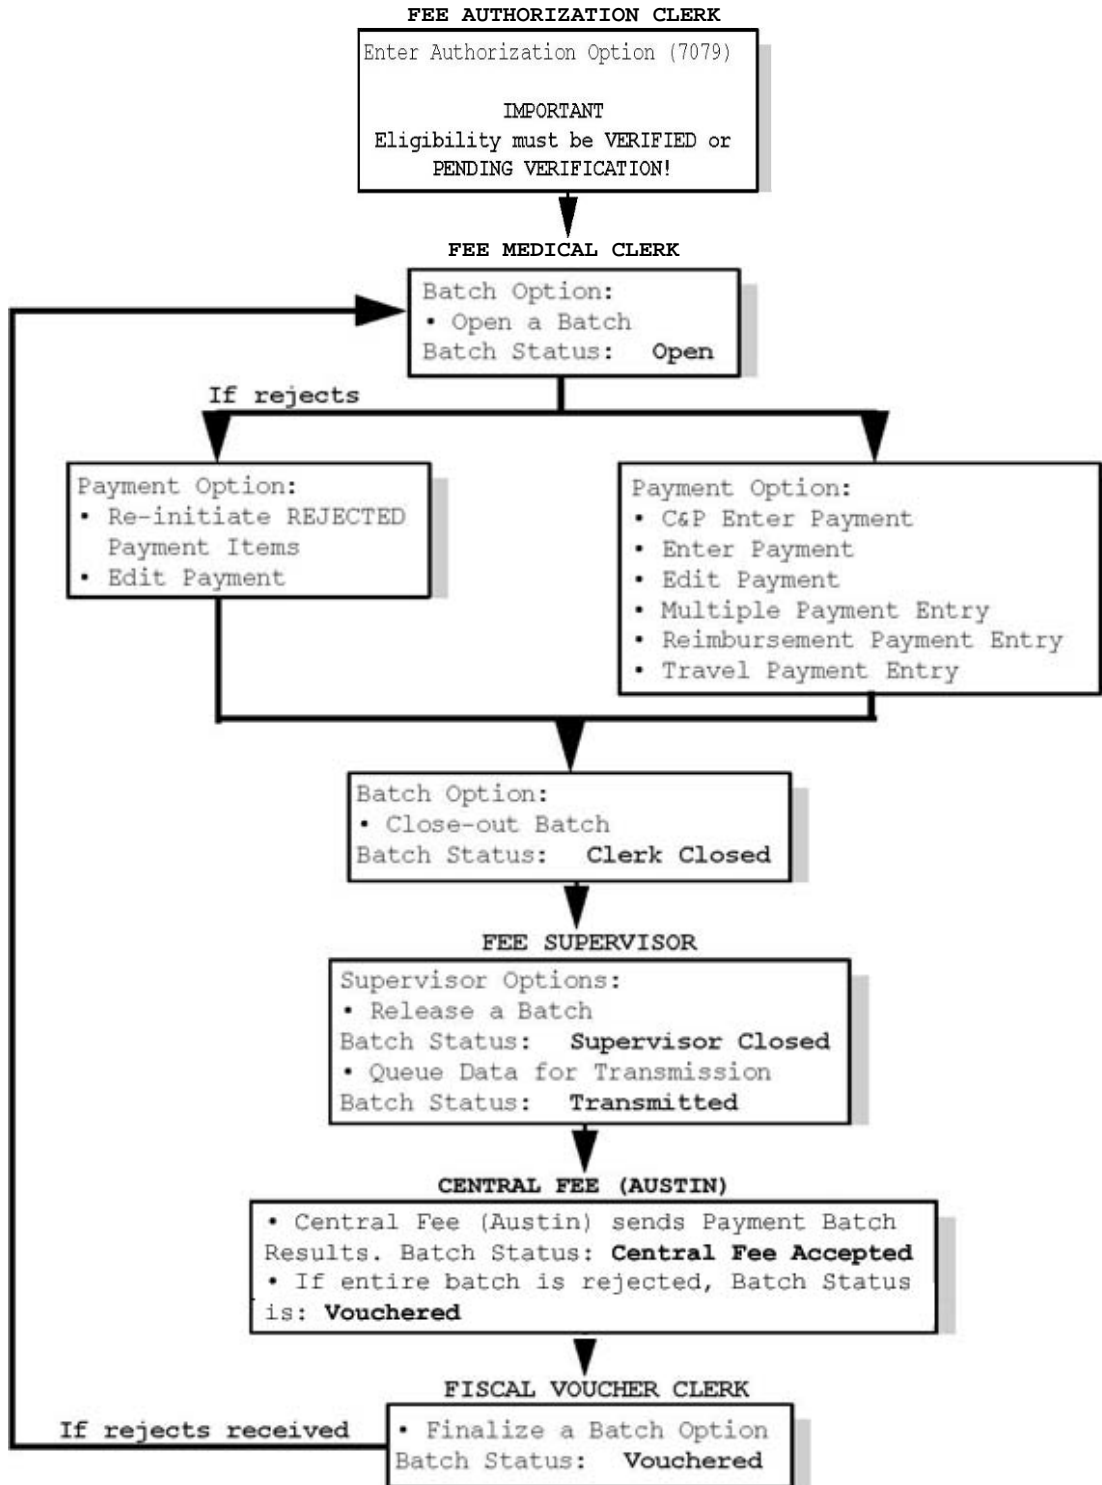 FEE AUTHORIZATION CLERK
Enter Authorization Option (7079)
IMPORTANT
Eligibility must be VERIFIED or
PENDING VERIFICATION!
FEE MEDICAL CLERK
Batch Option:
• Open a Batch
Batch Status: Open
If rejects
Payment Option:
• Re-initiate REJECTED
Payment Items
• Edit Payment
Payment Option:
• C&P Enter Payment
• Enter Payment
• Edit Payment
• Multiple Payment Entry
• Reimbursement Payment Entry
• Travel Payment Entry
Batch Option:
• Close-out Batch
Batch Status: Clerk Closed
FEE SUPERVISOR
Supervisor Options:
• Release a Batch
Batch Status: Supervisor Closed
• Queue Data for Transmission
Batch Status: Transmitted
CENTRAL FEE (AUSTIN)
• Central Fee (Austin) sends Payment Batch
Results. Batch Status: Central Fee Accepted
• If entire batch is rejected, Batch Status
is: Vouchered
FISCAL VOUCHER CLERK
If rejects received
• Finalize a Batch Option
Batch Status: Vouchered